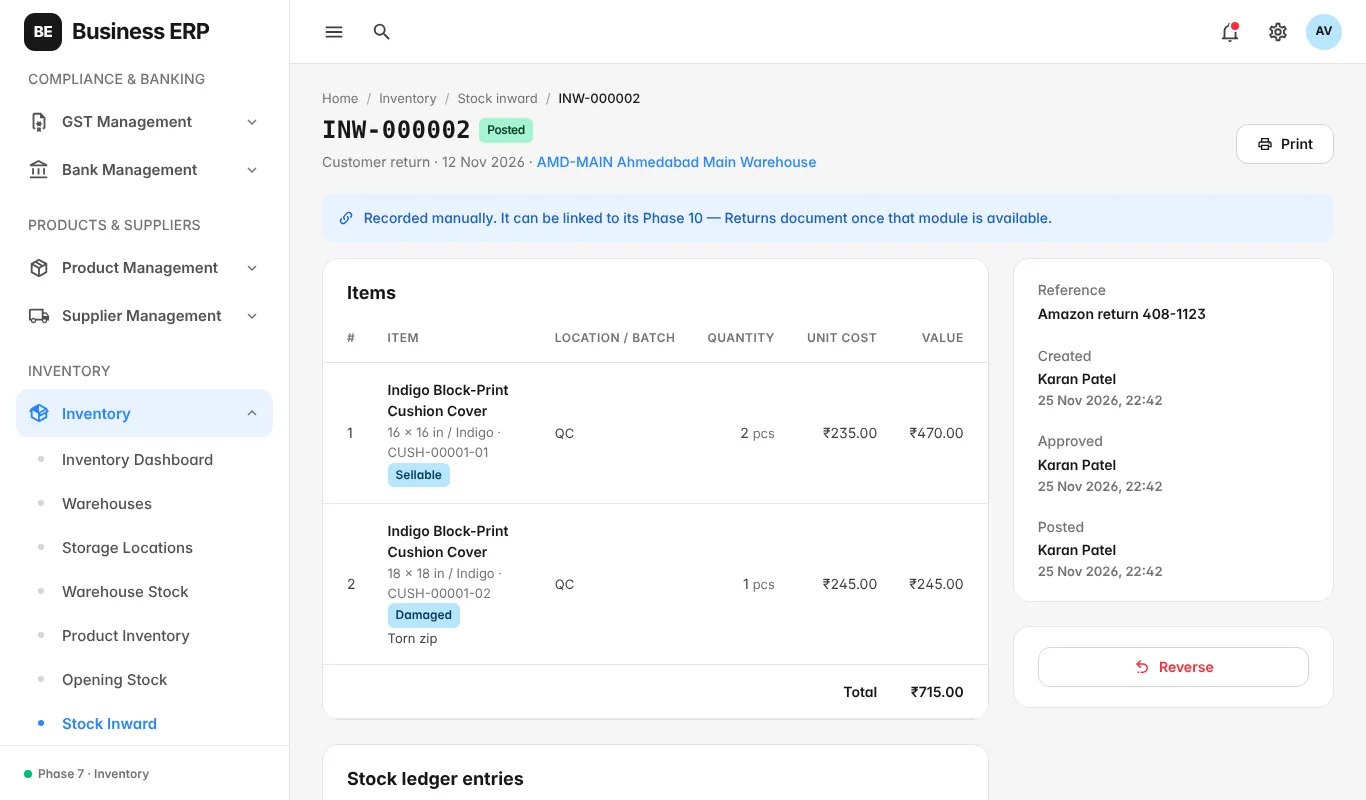 BE Business ERP
COMPLIANCE & BANKING
GST Management
Bank Management
PRODUCTS & SUPPLIERS
Product Management
Supplier Management
INVENTORY
Inventory
Inventory Dashboard
Warehouses
Storage Locations
Warehouse Stock
Product Inventory
Opening Stock
Stock Inward
Phase 7 · Inventory
AV
Home / Inventory / Stock inward / INW-000002
INW-000002 Posted
Customer return · 12 Nov 2026 · AMD-MAIN Ahmedabad Main Warehouse
Print
Recorded manually. It can be linked to its Phase 10 — Returns document once that module is available.
Items
# ITEM LOCATION / BATCH QUANTITY UNIT COST VALUE
Indigo Block-Print
Cushion Cover
1 16 × 16 in / Indigo · QC 2 pcs ₹235.00 ₹470.00
CUSH-00001-01
Sellable
Indigo Block-Print
Cushion Cover
18 × 18 in / Indigo ·
2 CUSH-00001-02 QC 1 pcs ₹245.00 ₹245.00
Damaged
Torn zip
Total ₹715.00
Stock ledger entries
Reference
Amazon return 408-1123
Created
Karan Patel
25 Nov 2026, 22:42
Approved
Karan Patel
25 Nov 2026, 22:42
Posted
Karan Patel
25 Nov 2026, 22:42
Reverse